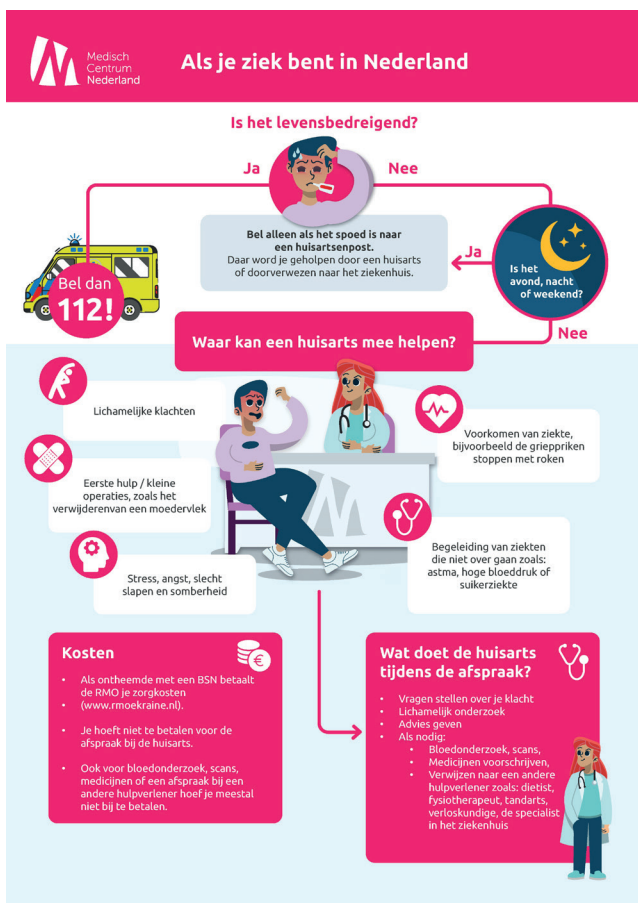 Medisch
Centrum
Nederland
Als je ziek bent in Nederland
Is het levensbedreigend?
Ja
Nee
Bel alleen als het spoed is naar
een huisartsenpost.
Daar word je geholpen door een huisarts
of doorverwezen naar het ziekenhuis.
Ja
Is het
avond, nacht
of weekend?
Bel dan
112!
Nee
Waar kan een huisarts mee helpen?
Lichamelijke klachten
Eerste hulp / kleine
operaties, zoals het
verwijderenvan een moedervlek
Stress, angst, slecht
slapen en somberheid
Voorkomen van ziekte,
bijvoorbeeld de grieppriken
stoppen met roken
Begeleiding van ziekten
die niet over gaan zoals:
astma, hoge bloeddruk of
suikerziekte
Kosten
• Als ontheemde met een BSN betaalt
de RMO je zorgkosten
• (www.rmoekraine.nl).
• Je hoeft niet te betalen voor de
afspraak bij de huisarts.
• Ook voor bloedonderzoek, scans,
medicijnen of een afspraak bij een
andere hulpverlener hoef je meestal
niet bij te betalen.
Wat doet de huisarts
tijdens de afspraak?
• Vragen stellen over je klacht
• Lichamelijk onderzoek
• Advies geven
• Als nodig:
• Bloedonderzoek, scans,
• Medicijnen voorschrijven,
• Verwijzen naar een andere
hulpverlener zoals: dietist,
fysiotherapeut, tandarts,
verloskundige, de specialist
in het ziekenhuis